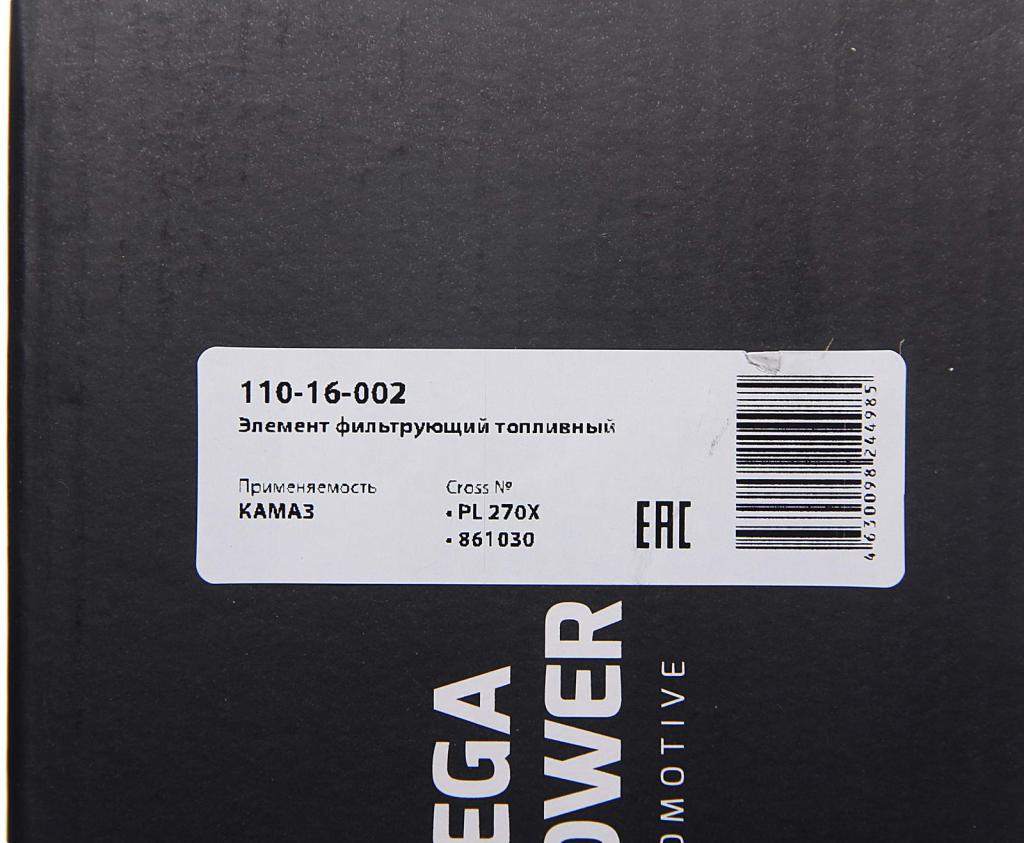 110-16-002
Элемент фильтрующий топливный
Применяемость
КАМАЗ
Cross №
• PL 270X
• 861030
EAC
4630098244985
EGA
OWER
OMOTIVE